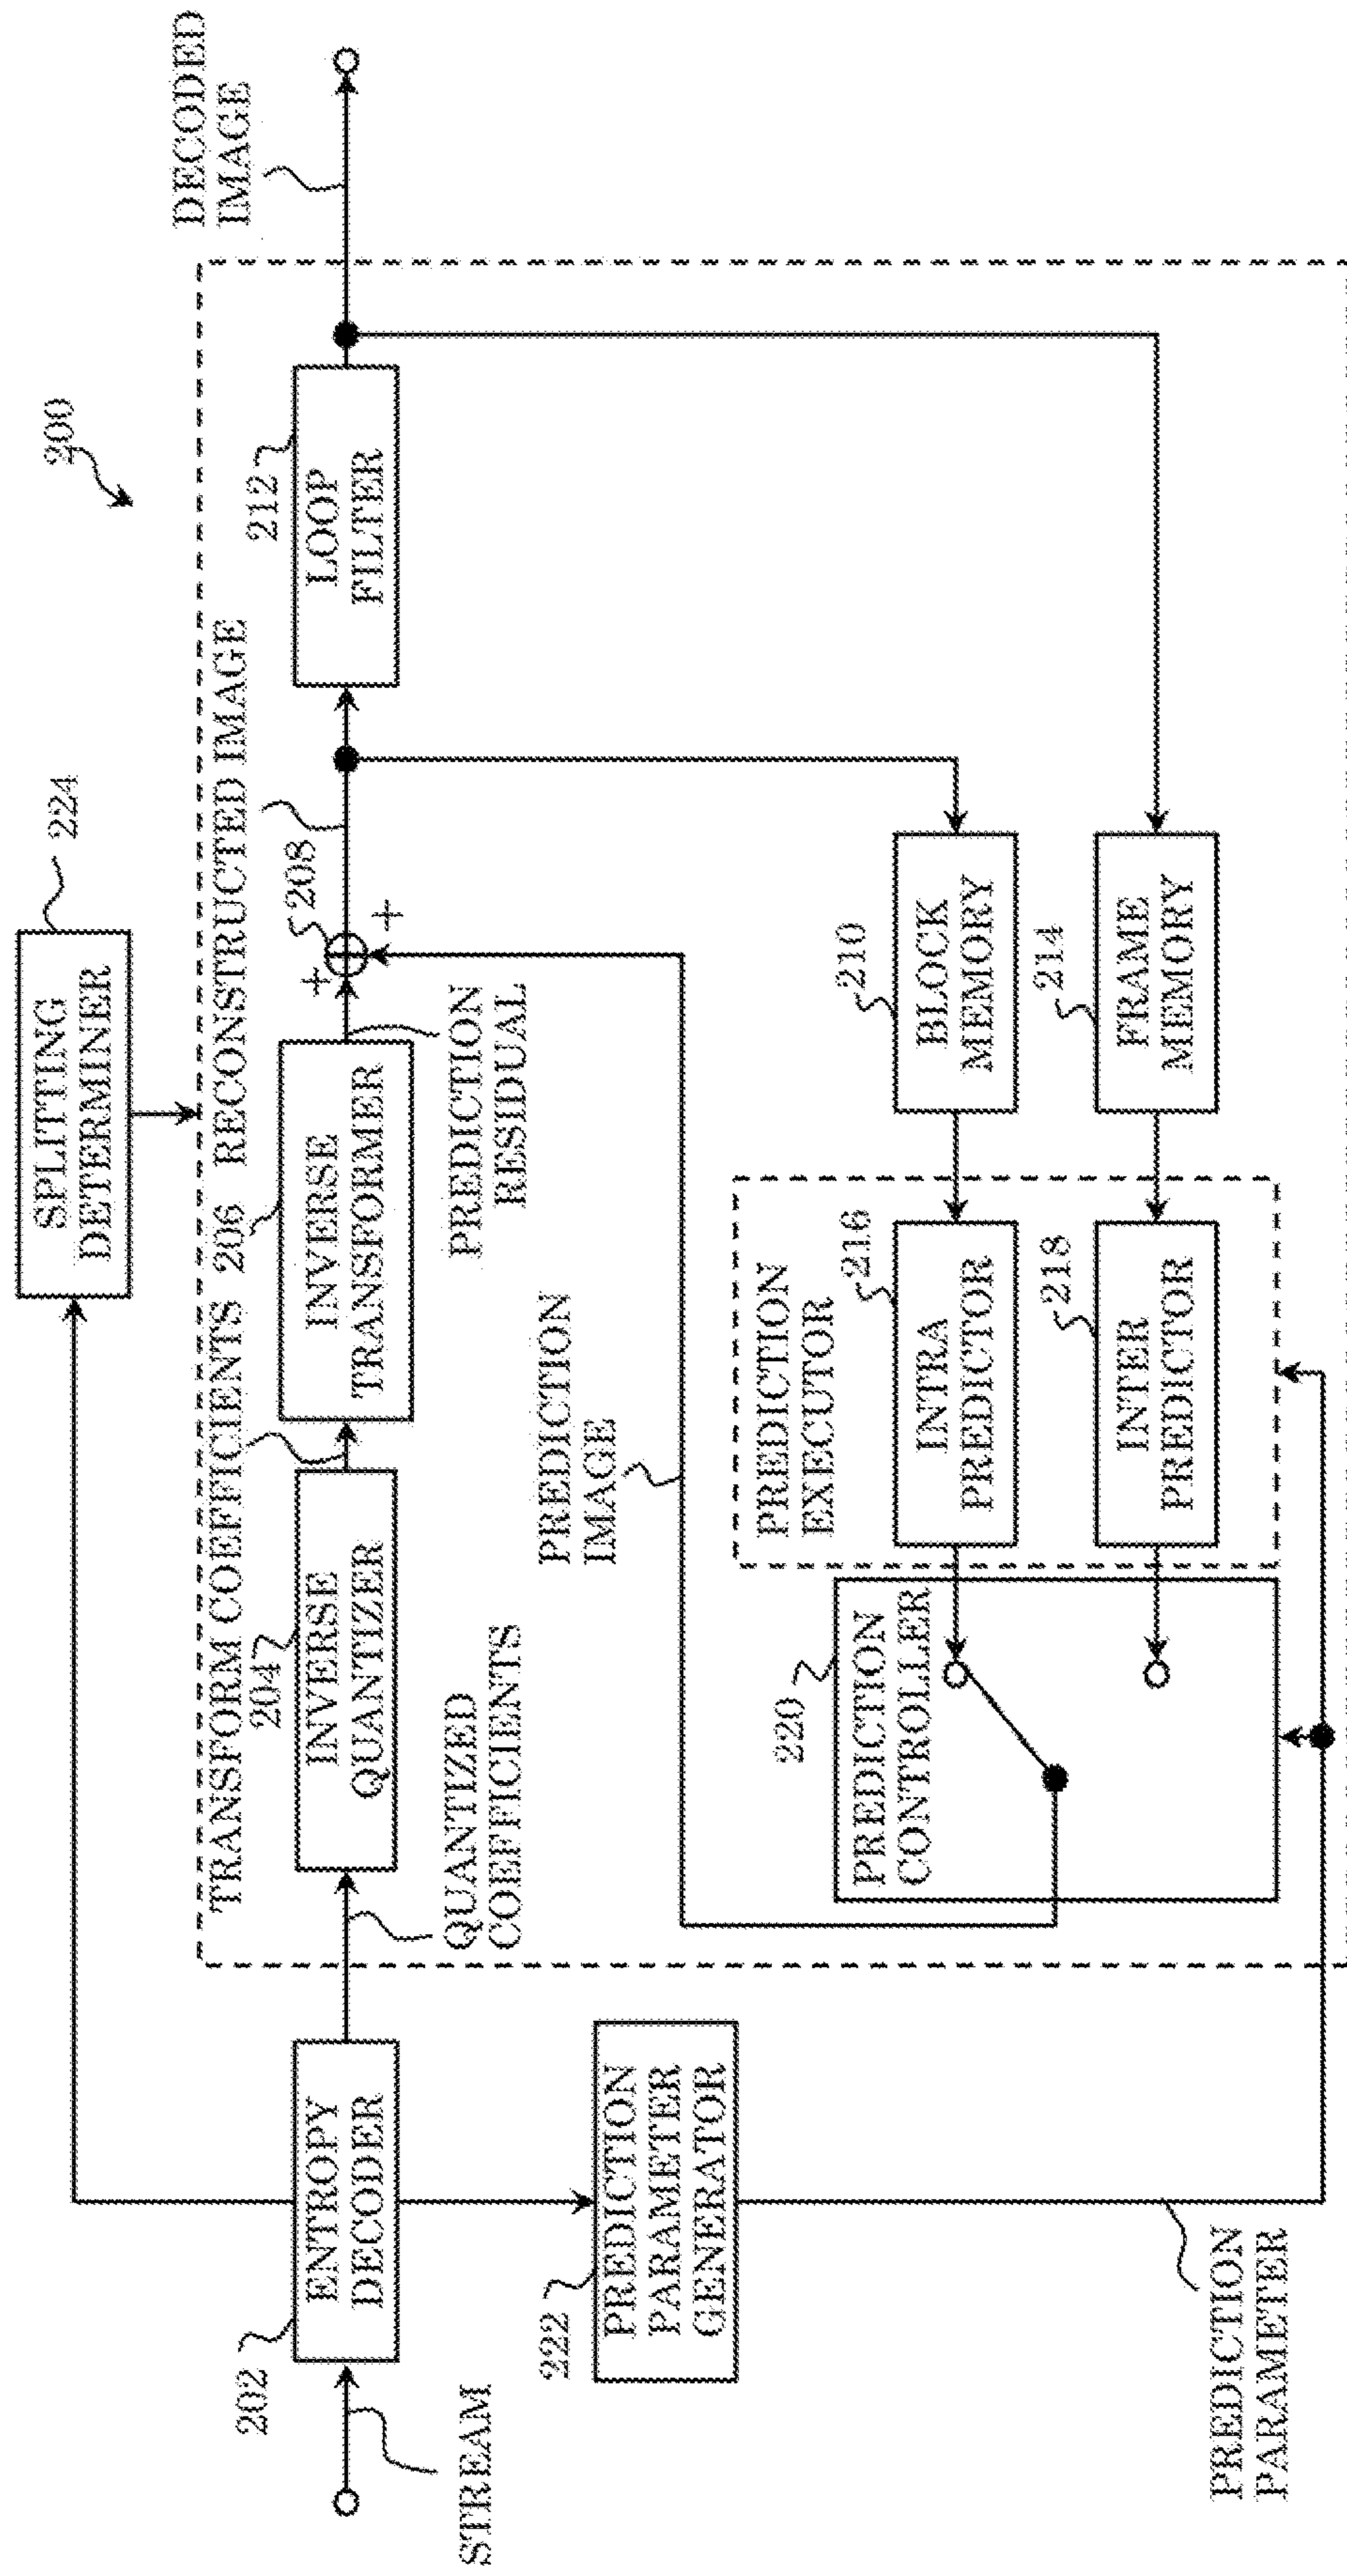 200
SPLITTING
DETERMINER
224
DECODED
IMAGE
TRANSFORM COEFFICIENTS
206
RECONSTRUCTED IMAGE
202
ENTROPY
DECODER
204
INVERSE
QUANTIZER
INVERSE
TRANSFORMER
208
+
+
212
LOOP
FILTER
STREAM
QUANTIZED
COEFFICIENTS
PREDICTION
RESIDUAL
PREDICTION
IMAGE
222
PREDICTION
PARAMETER
GENERATOR
220
PREDICTION
CONTROLLER
PREDICTION
EXECUTOR
216
INTRA
PREDICTOR
210
BLOCK
MEMORY
218
INTER
PREDICTOR
214
FRAME
MEMORY
PREDICTION
PARAMETER